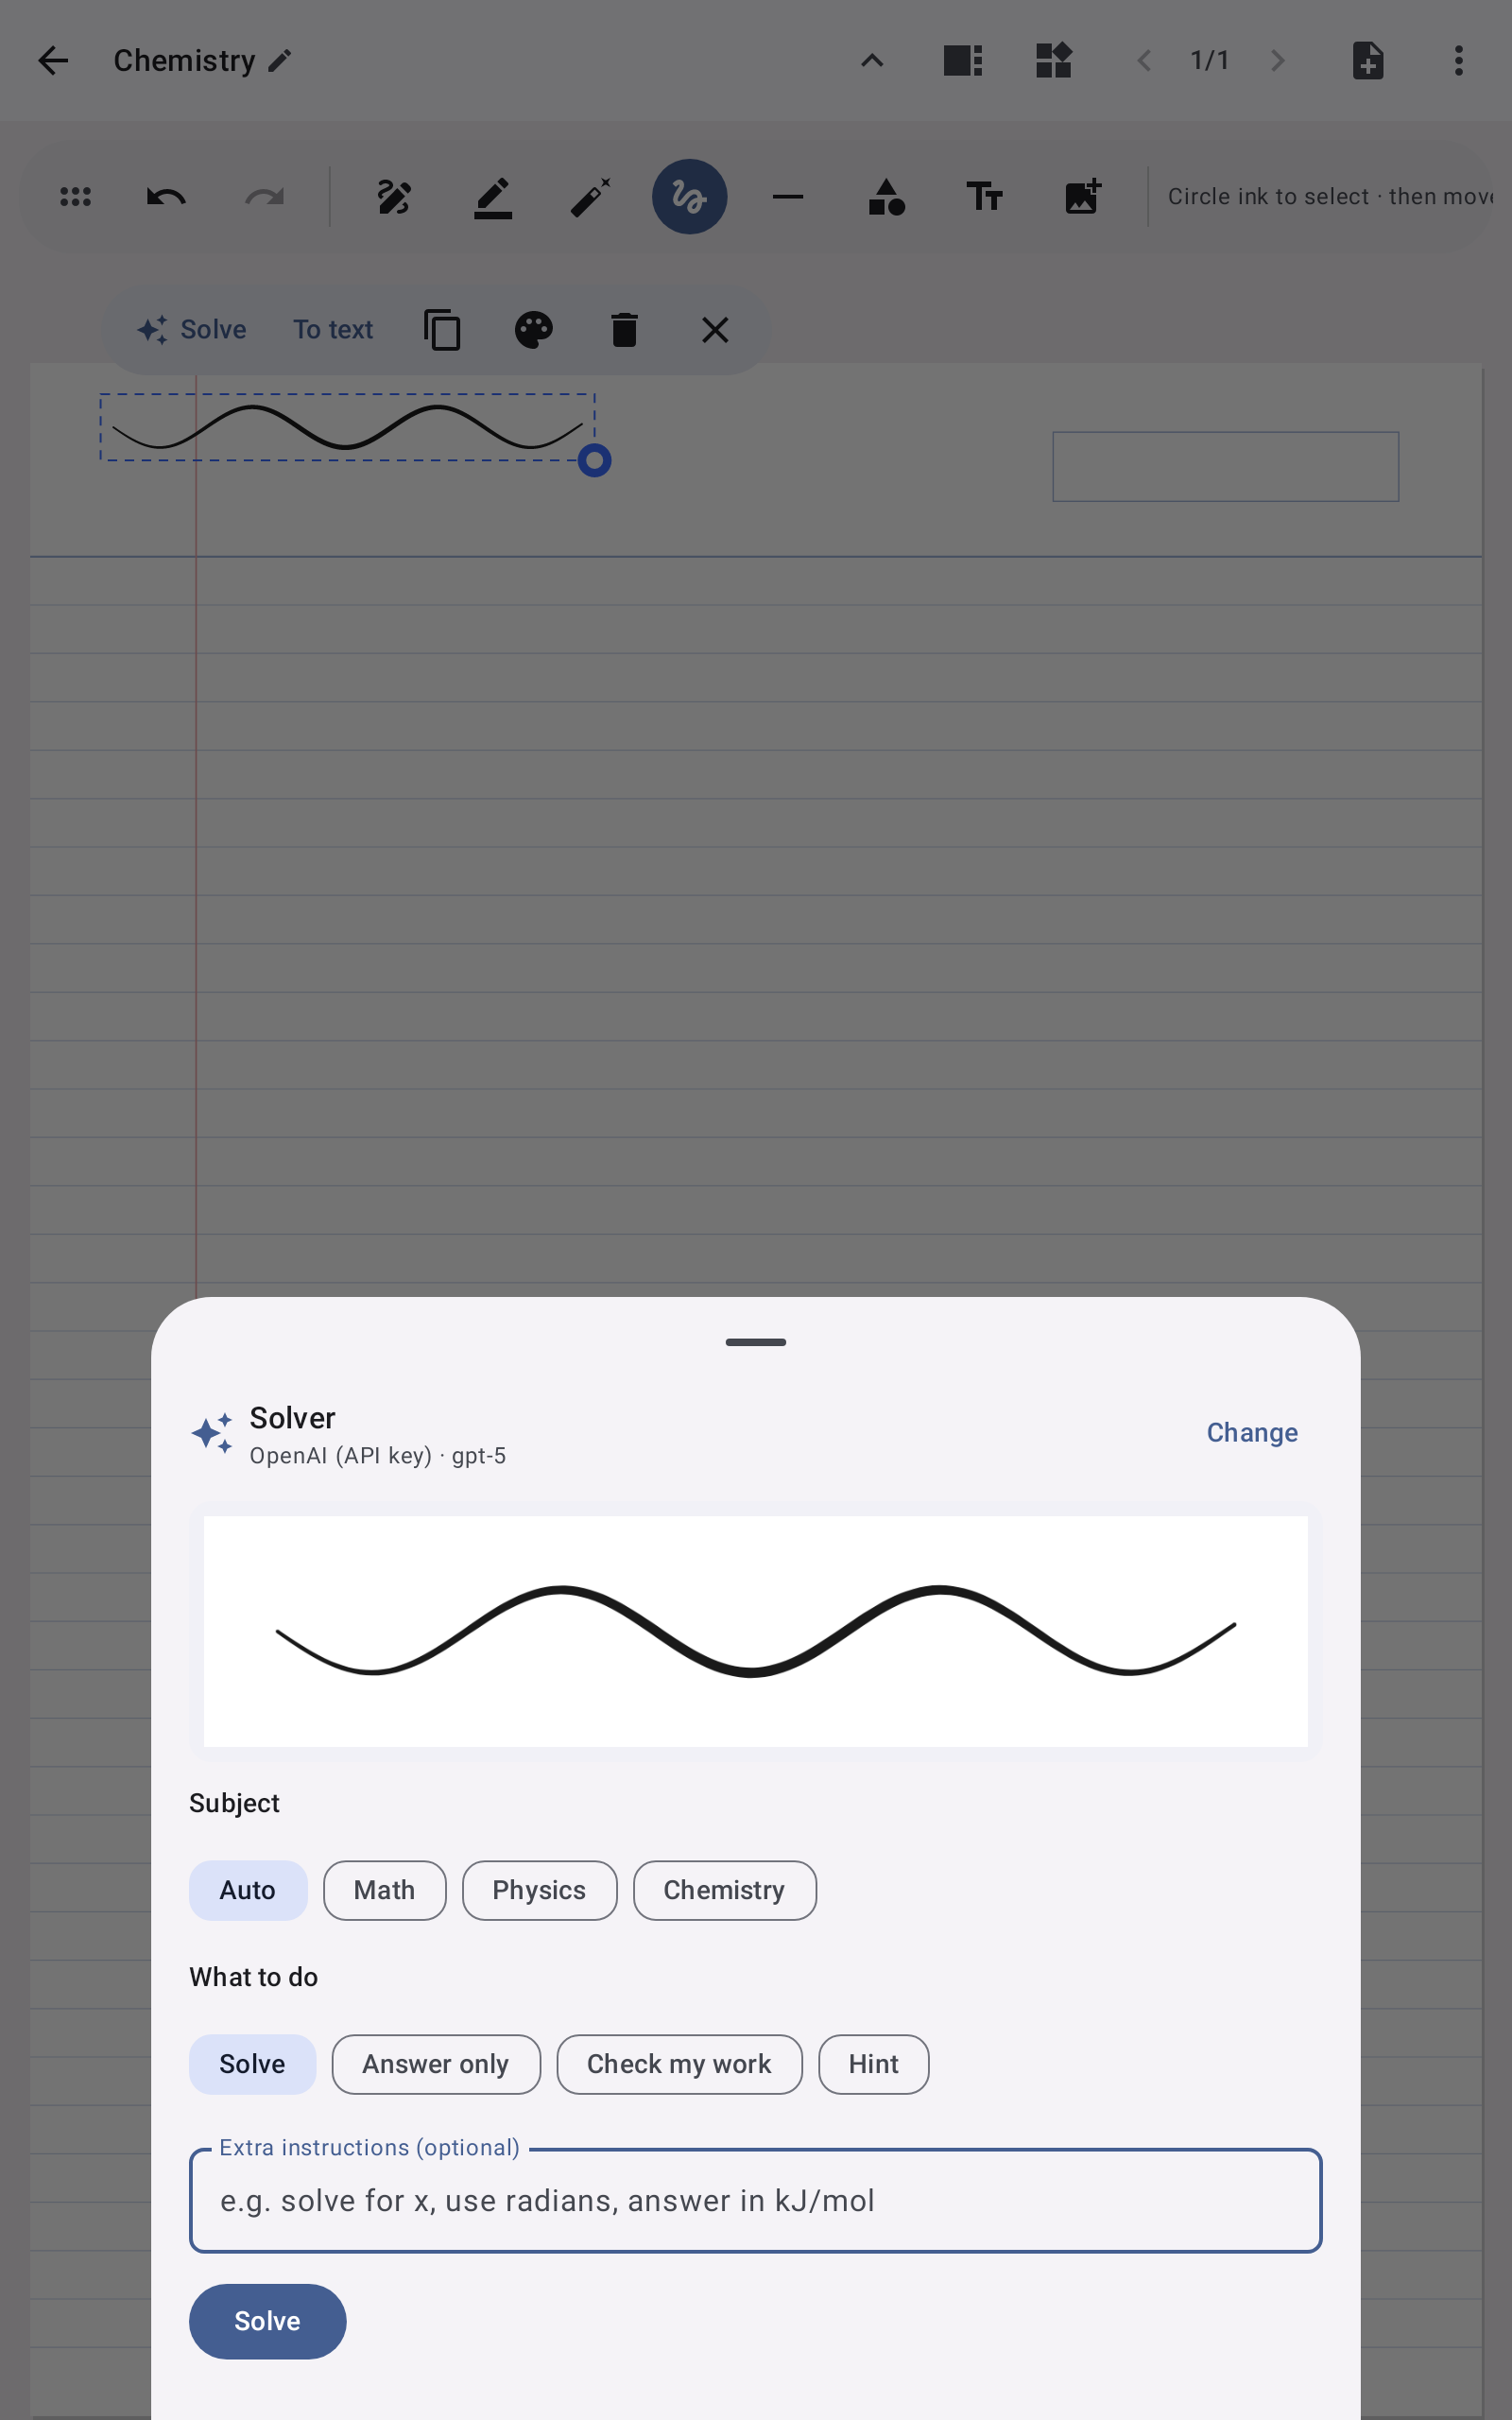 Chemistry
1/1
Circle ink to select · then move
Solve
To text
Solver
OpenAI (API key) · gpt-5
Change
Subject
Auto
Math
Physics
Chemistry
What to do
Solve
Answer only
Check my work
Hint
Extra instructions (optional)
e.g. solve for x, use radians, answer in kJ/mol
Solve